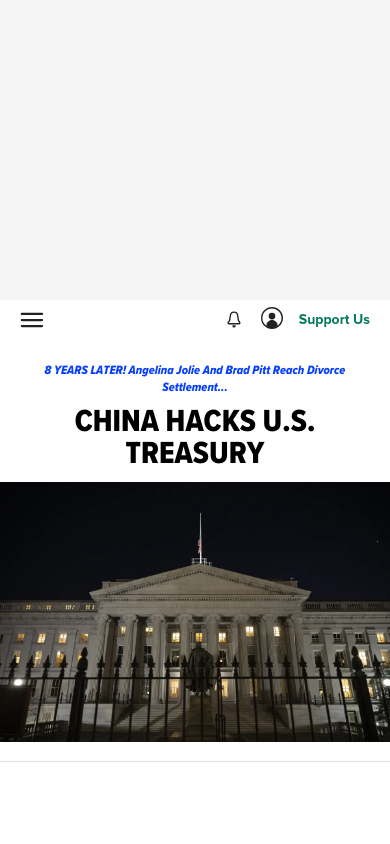 Support Us
8 YEARS LATER! Angelina Jolie And Brad Pitt Reach Divorce
Settlement...
CHINA HACKS U.S.
TREASURY